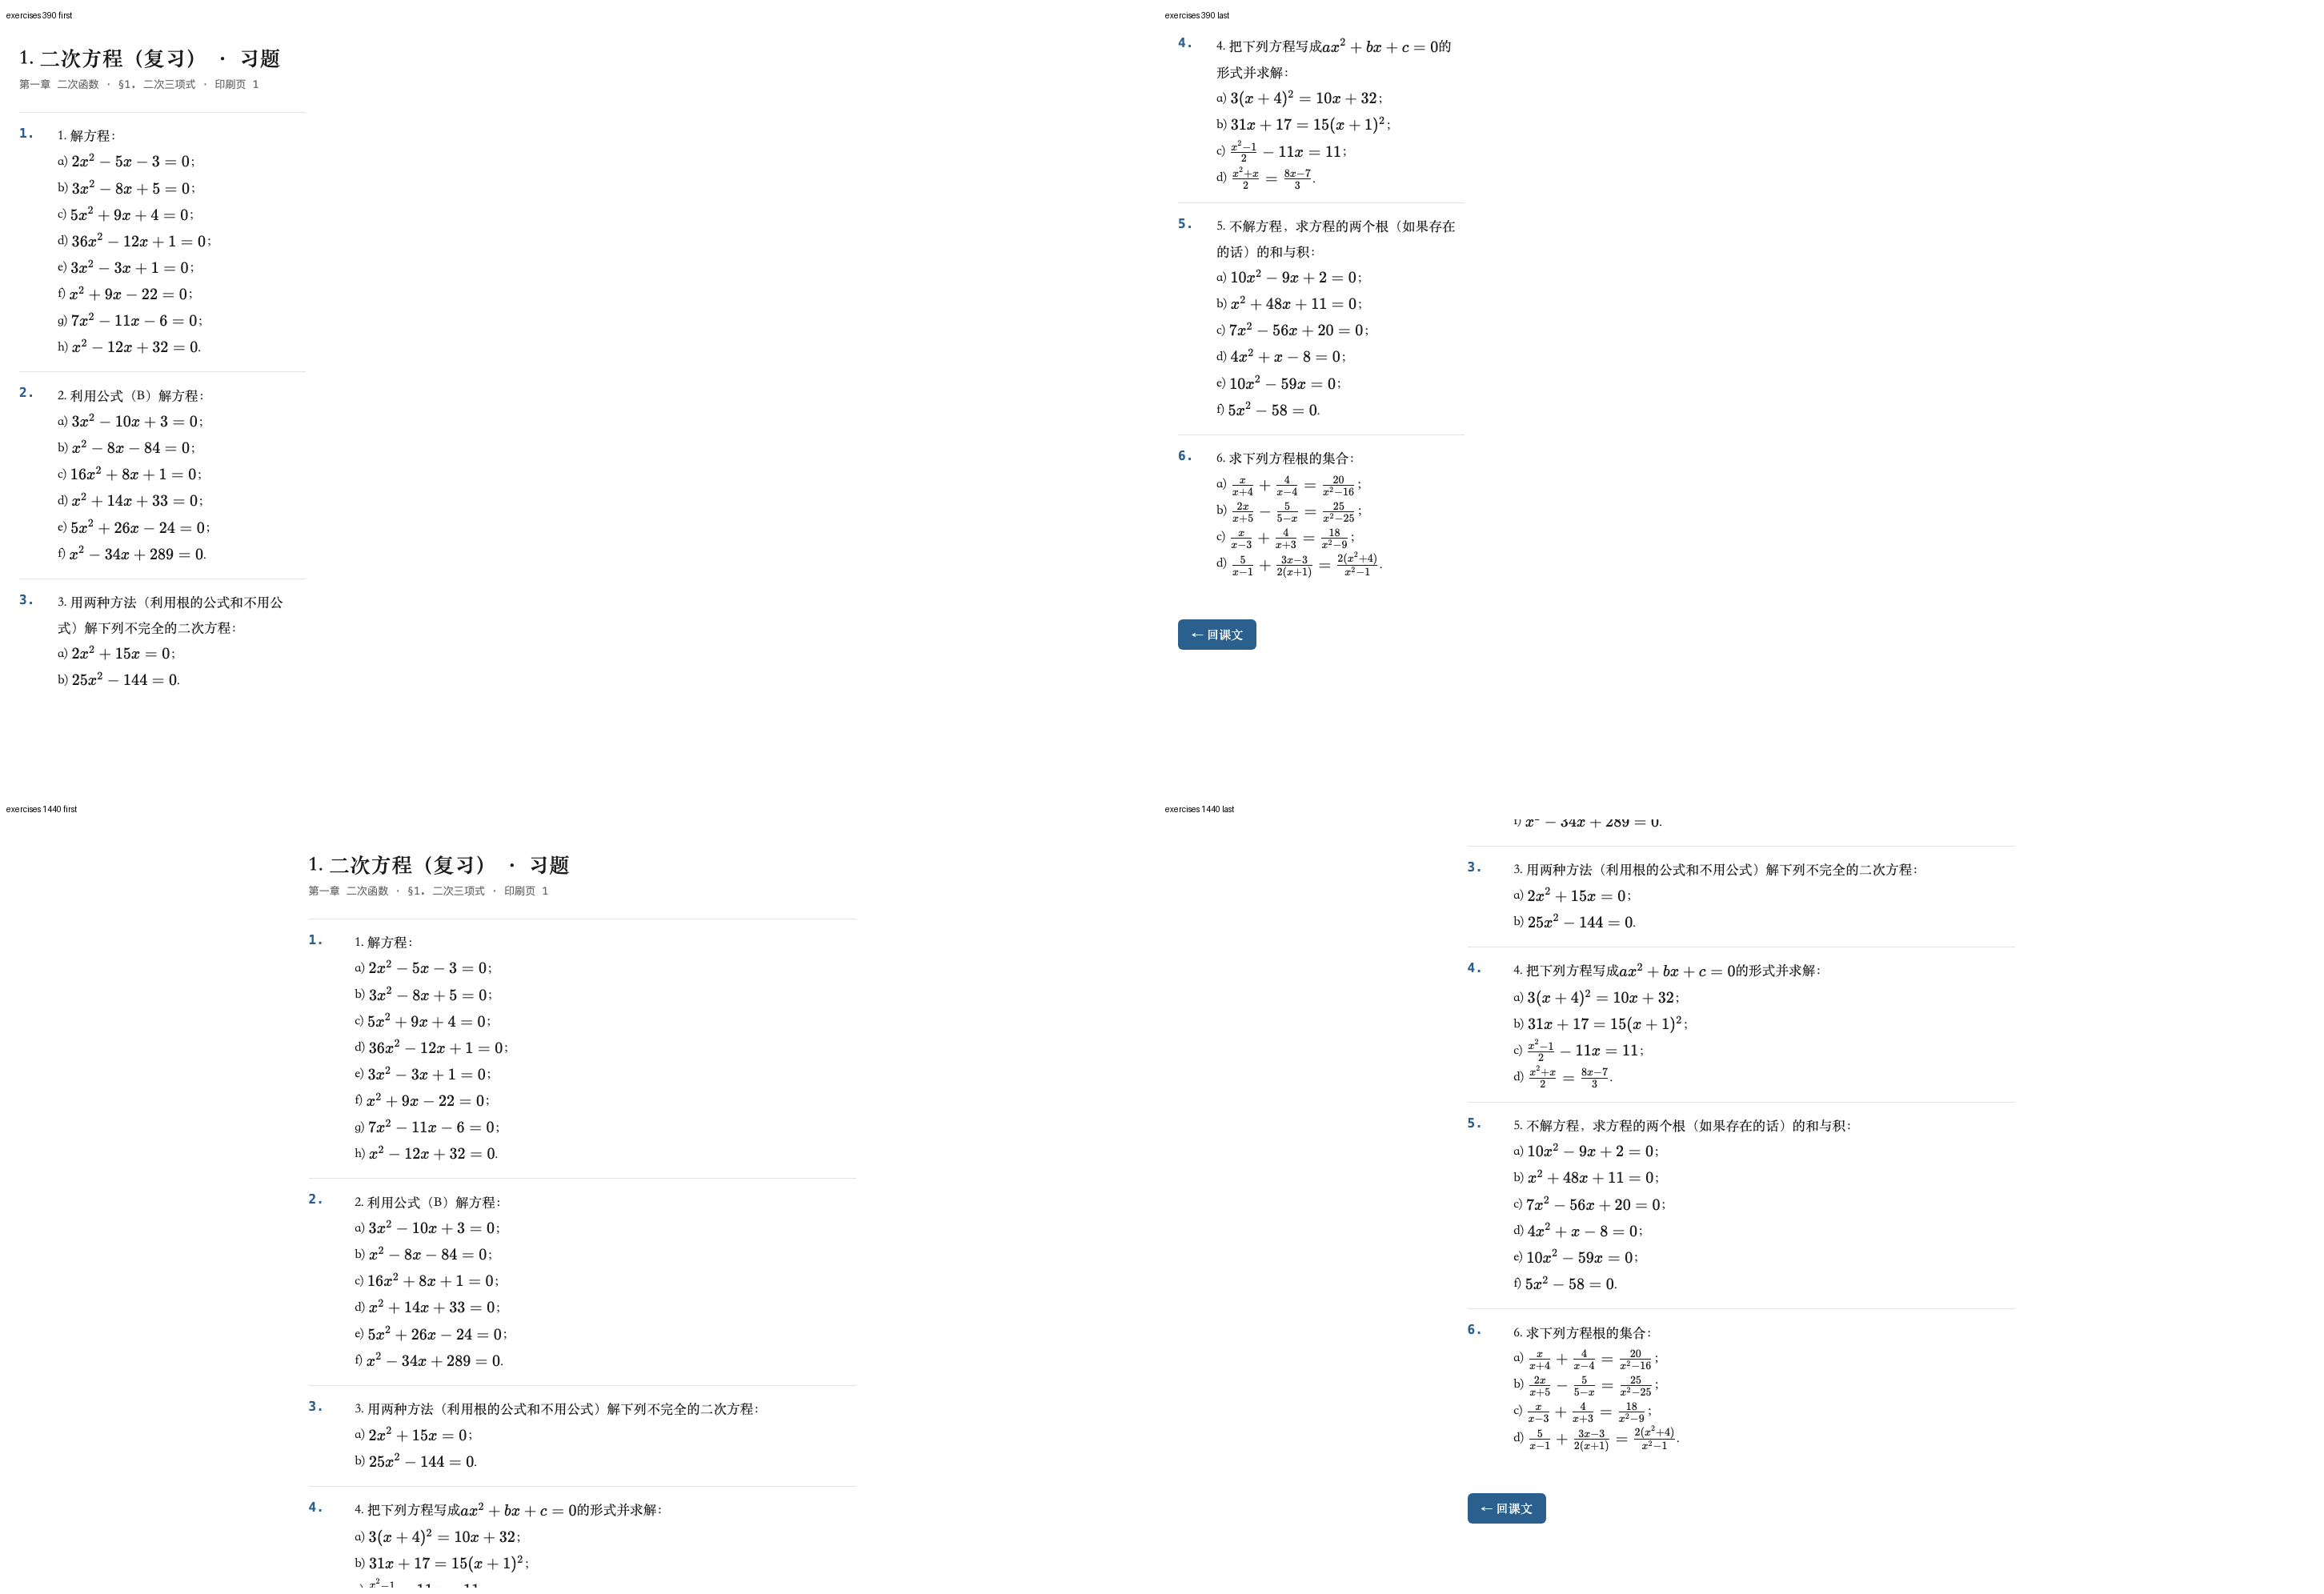 exercises 390 first
1. 二次方程（复习） · 习题
第一章 二次函数 · §1. 二次三项式 · 印刷页 1
1. 1. 解方程：
a) 2x² − 5x − 3 = 0；
b) 3x² − 8x + 5 = 0；
c) 5x² + 9x + 4 = 0；
d) 36x² − 12x + 1 = 0；
e) 3x² − 3x + 1 = 0；
f) x² + 9x − 22 = 0；
g) 7x² − 11x − 6 = 0；
h) x² − 12x + 32 = 0.
2. 2. 利用公式（B）解方程：
a) 3x² − 10x + 3 = 0；
b) x² − 8x − 84 = 0；
c) 16x² + 8x + 1 = 0；
d) x² + 14x + 33 = 0；
e) 5x² + 26x − 24 = 0；
f) x² − 34x + 289 = 0.
3. 3. 用两种方法（利用根的公式和不用公
式）解下列不完全的二次方程：
a) 2x² + 15x = 0；
b) 25x² − 144 = 0.
exercises 390 last
4. 4. 把下列方程写成ax² + bx + c = 0的
形式并求解：
a) 3(x + 4)² = 10x + 32；
b) 31x + 17 = 15(x + 1)²；
c) (x²−1)/2 − 11x = 11；
d) (x²+x)/2 = (8x−7)/3.
5. 5. 不解方程，求方程的两个根（如果存在
的话）的和与积：
a) 10x² − 9x + 2 = 0；
b) x² + 48x + 11 = 0；
c) 7x² − 56x + 20 = 0；
d) 4x² + x − 8 = 0；
e) 10x² − 59x = 0；
f) 5x² − 58 = 0.
6. 6. 求下列方程根的集合：
a) x/(x+4) + 4/(x−4) = 20/(x²−16)；
b) 2x/(x+5) − 5/(5−x) = 25/(x²−25)；
c) x/(x−3) + 4/(x+3) = 18/(x²−9)；
d) 5/(x−1) + (3x−3)/(2(x+1)) = 2(x²+4)/(x²−1).
← 回课文
exercises 1440 first
1. 二次方程（复习） · 习题
第一章 二次函数 · §1. 二次三项式 · 印刷页 1
1. 1. 解方程：
a) 2x² − 5x − 3 = 0；
b) 3x² − 8x + 5 = 0；
c) 5x² + 9x + 4 = 0；
d) 36x² − 12x + 1 = 0；
e) 3x² − 3x + 1 = 0；
f) x² + 9x − 22 = 0；
g) 7x² − 11x − 6 = 0；
h) x² − 12x + 32 = 0.
2. 2. 利用公式（B）解方程：
a) 3x² − 10x + 3 = 0；
b) x² − 8x − 84 = 0；
c) 16x² + 8x + 1 = 0；
d) x² + 14x + 33 = 0；
e) 5x² + 26x − 24 = 0；
f) x² − 34x + 289 = 0.
3. 3. 用两种方法（利用根的公式和不用公式）解下列不完全的二次方程：
a) 2x² + 15x = 0；
b) 25x² − 144 = 0.
4. 4. 把下列方程写成ax² + bx + c = 0的形式并求解：
a) 3(x + 4)² = 10x + 32；
b) 31x + 17 = 15(x + 1)²；
exercises 1440 last
f) x² − 34x + 289 = 0.
3. 3. 用两种方法（利用根的公式和不用公式）解下列不完全的二次方程：
a) 2x² + 15x = 0；
b) 25x² − 144 = 0.
4. 4. 把下列方程写成ax² + bx + c = 0的形式并求解：
a) 3(x + 4)² = 10x + 32；
b) 31x + 17 = 15(x + 1)²；
c) (x²−1)/2 − 11x = 11；
d) (x²+x)/2 = (8x−7)/3.
5. 5. 不解方程，求方程的两个根（如果存在的话）的和与积：
a) 10x² − 9x + 2 = 0；
b) x² + 48x + 11 = 0；
c) 7x² − 56x + 20 = 0；
d) 4x² + x − 8 = 0；
e) 10x² − 59x = 0；
f) 5x² − 58 = 0.
6. 6. 求下列方程根的集合：
a) x/(x+4) + 4/(x−4) = 20/(x²−16)；
b) 2x/(x+5) − 5/(5−x) = 25/(x²−25)；
c) x/(x−3) + 4/(x+3) = 18/(x²−9)；
d) 5/(x−1) + (3x−3)/(2(x+1)) = 2(x²+4)/(x²−1).
← 回课文